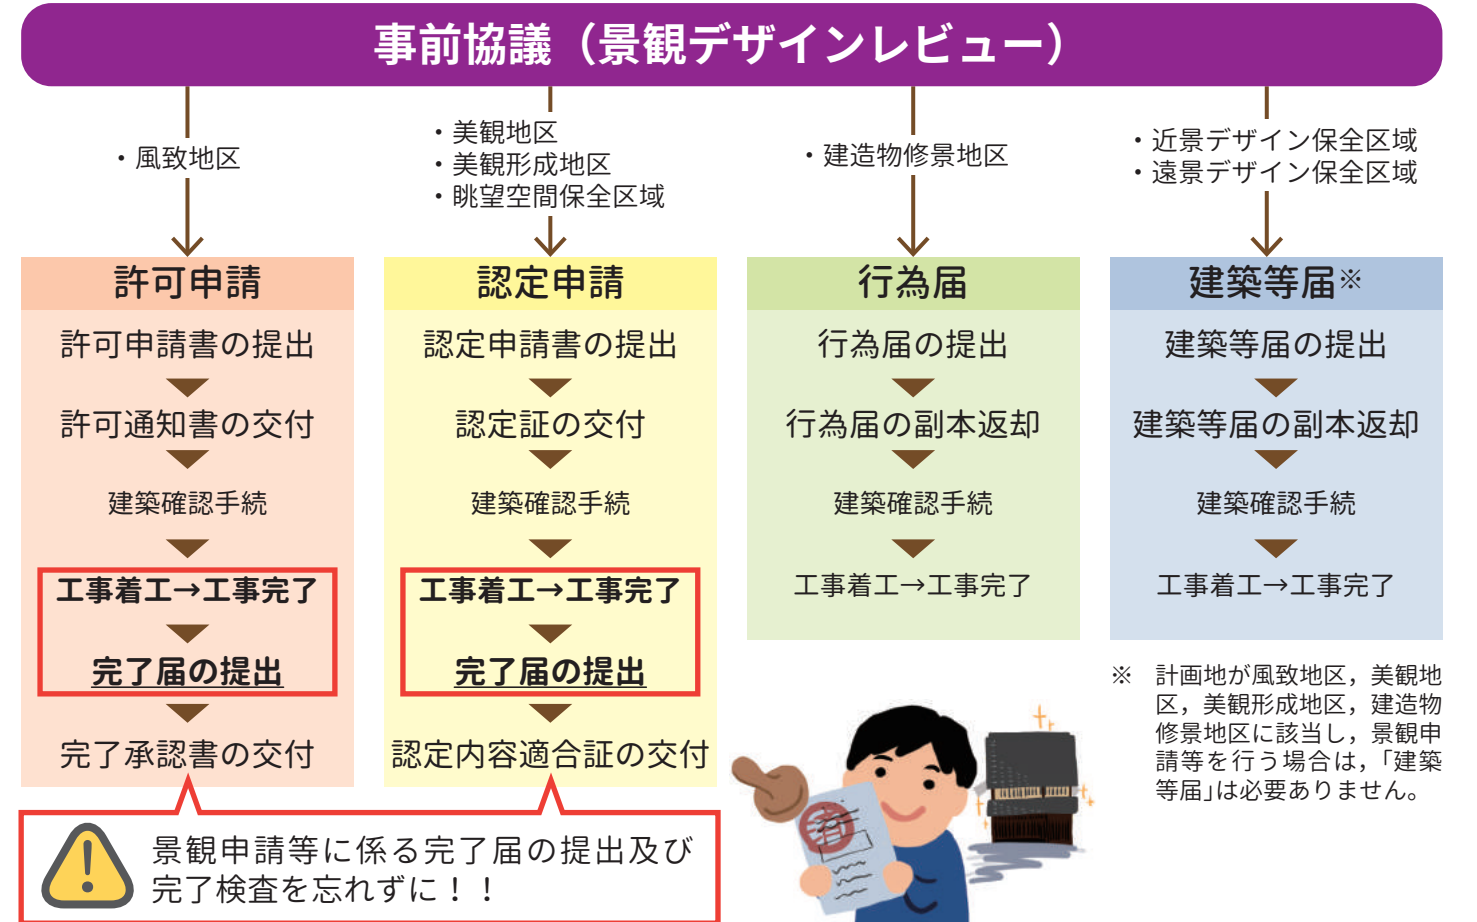 事前協議（景観デザインレビュー）
・風致地区
・美観地区
・美観形成地区
・眺望空間保全区域
・建造物修景地区
・近景デザイン保全区域
・遠景デザイン保全区域
許可申請
許可申請書の提出
許可通知書の交付
建築確認手続
工事着工→工事完了
完了届の提出
完了承認書の交付
認定申請
認定申請書の提出
認定証の交付
建築確認手続
工事着工→工事完了
完了届の提出
認定内容適合証の交付
行為届
行為届の提出
行為届の副本返却
建築確認手続
工事着工→工事完了
建築等届※
建築等届の提出
建築等届の副本返却
建築確認手続
工事着工→工事完了
※　計画地が風致地区，美観地
区，美観形成地区，建造物
修景地区に該当し，景観申
請等を行う場合は，「建築
等届」は必要ありません。
景観申請等に係る完了届の提出及び
完了検査を忘れずに！！